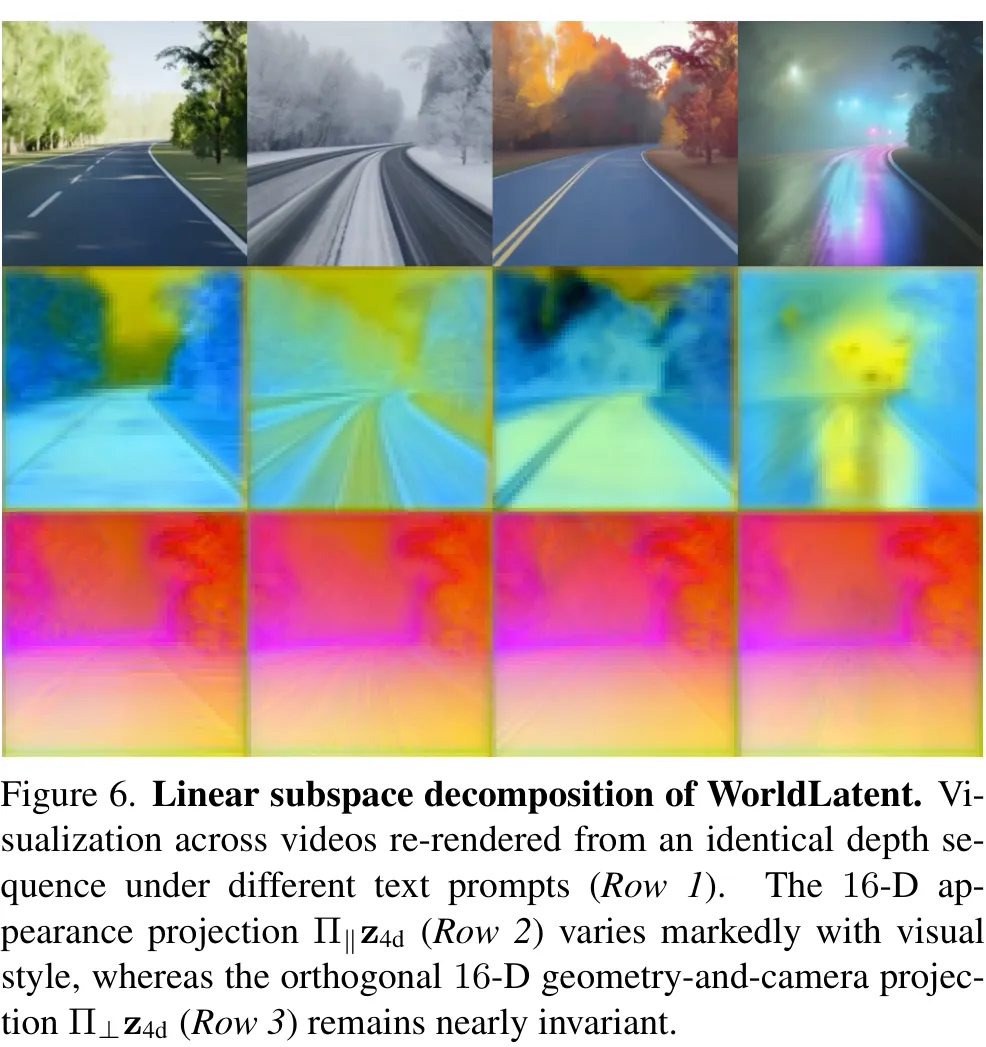 Figure 6. Linear subspace decomposition of WorldLatent. Vi-
sualization across videos re-rendered from an identical depth se-
quence under different text prompts (Row 1). The 16-D ap-
pearance projection Π∥z4d (Row 2) varies markedly with visual
style, whereas the orthogonal 16-D geometry-and-camera projec-
tion Π⊥z4d (Row 3) remains nearly invariant.